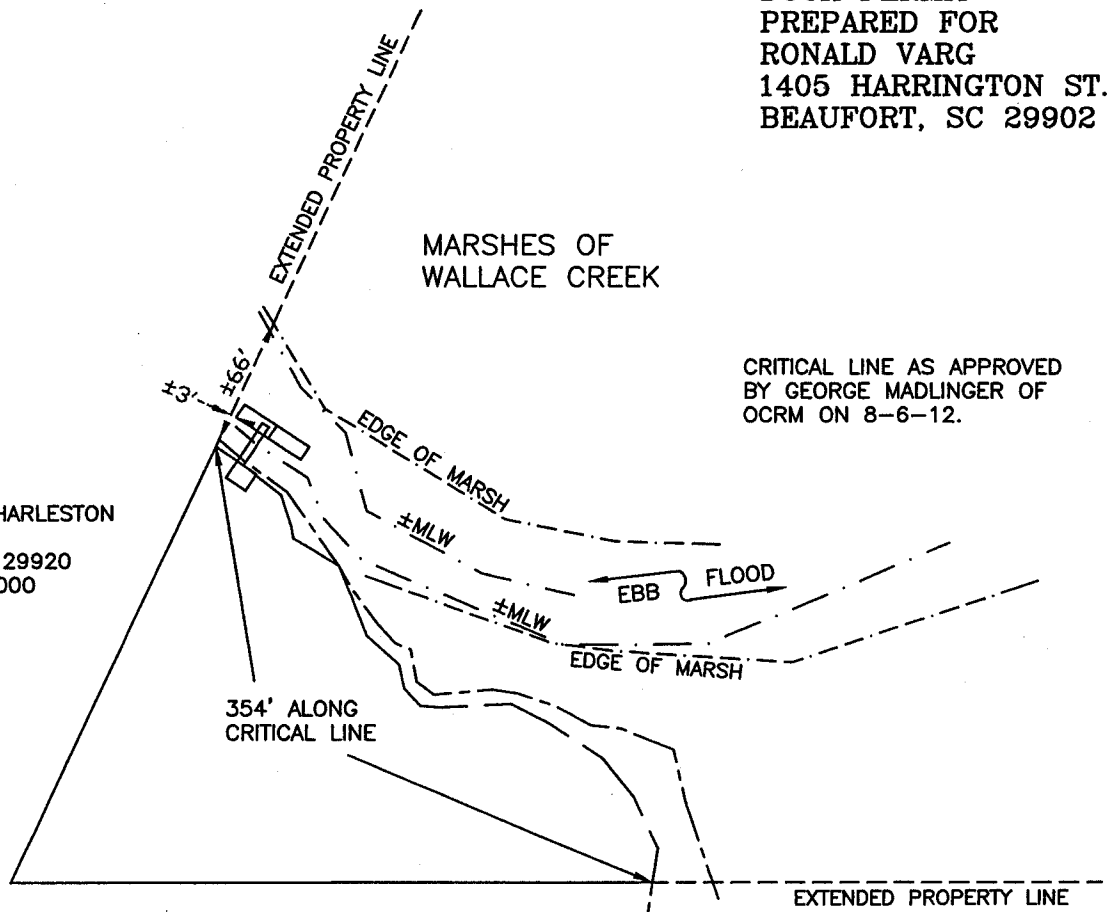 PREPARED FOR
RONALD VARG
1405 HARRINGTON ST.
BEAUFORT, SC 29902
EXTENDED PROPERTY LINE
MARSHES OF
WALLACE CREEK
CRITICAL LINE AS APPROVED
BY GEORGE MADLINGER OF
OCRM ON 8-6-12.
±66'
±3'
EDGE OF MARSH
±MLW
HARLESTON
29920
000
EBB FLOOD
±MLW
EDGE OF MARSH
354' ALONG
CRITICAL LINE
EXTENDED PROPERTY LINE